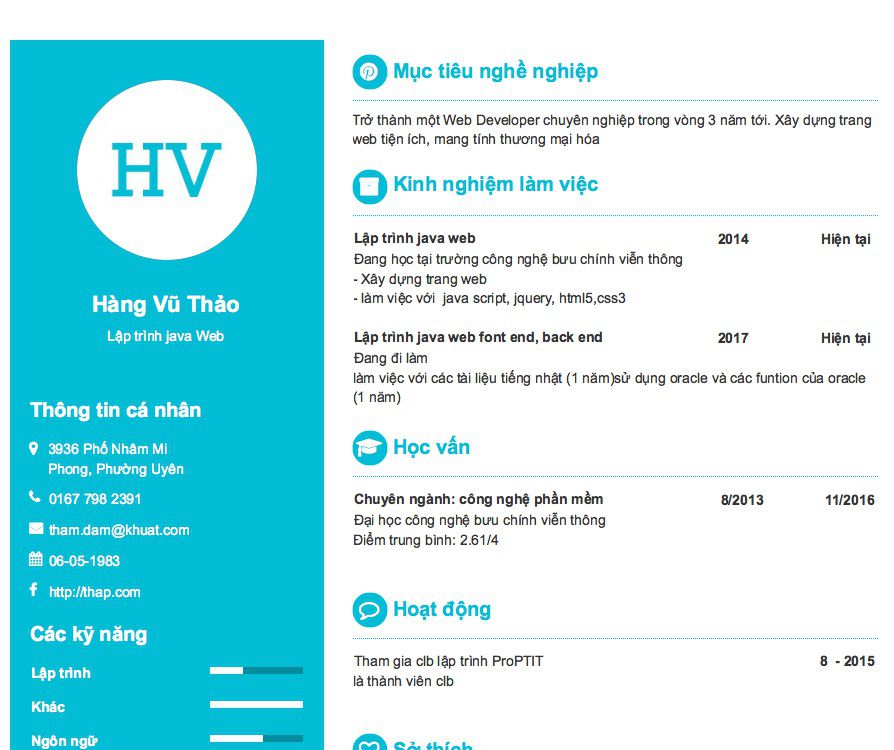 HV
Hàng Vũ Thảo
Lập trình java Web
Thông tin cá nhân
3936 Phố Nhâm Mi
Phong, Phường Uyên
0167 798 2391
tham.dam@khuat.com
06-05-1983
http://thap.com
Các kỹ năng
Lập trình
Khác
Ngôn ngữ
Mục tiêu nghề nghiệp
Trở thành một Web Developer chuyên nghiệp trong vòng 3 năm tới. Xây dựng trang
web tiện ích, mang tính thương mại hóa
Kinh nghiệm làm việc
Lập trình java web 2014 Hiện tại
Đang học tại trường công nghệ bưu chính viễn thông
- Xây dựng trang web
- làm việc với java script, jquery, html5,css3
Lập trình java web font end, back end 2017 Hiện tại
Đang đi làm
làm việc với các tài liệu tiếng nhật (1 năm)sử dụng oracle và các funtion của oracle
(1 năm)
Học vấn
Chuyên ngành: công nghệ phần mềm 8/2013 11/2016
Đại học công nghệ bưu chính viễn thông
Điểm trung bình: 2.61/4
Hoạt động
Tham gia clb lập trình ProPTIT 8 - 2015
là thành viên clb
Sở thích